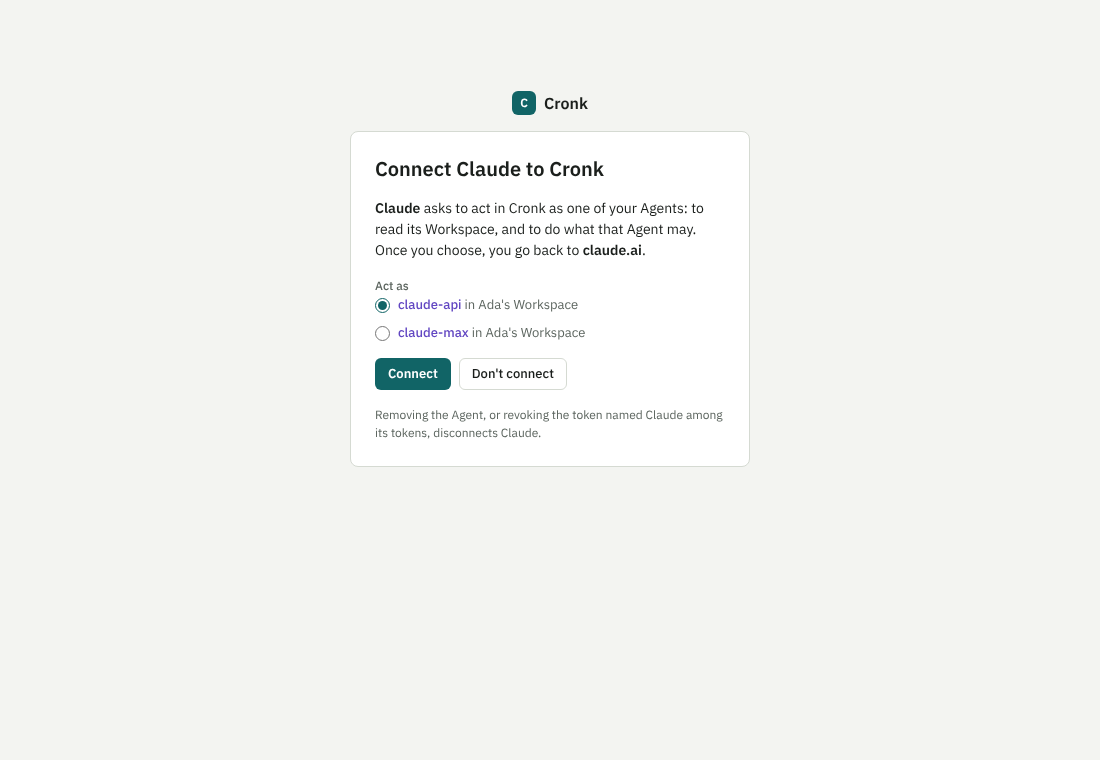 C Cronk
Connect Claude to Cronk
Claude asks to act in Cronk as one of your Agents: to
read its Workspace, and to do what that Agent may.
Once you choose, you go back to claude.ai.
Act as
claude-api in Ada's Workspace
claude-max in Ada's Workspace
Connect Don't connect
Removing the Agent, or revoking the token named Claude among
its tokens, disconnects Claude.